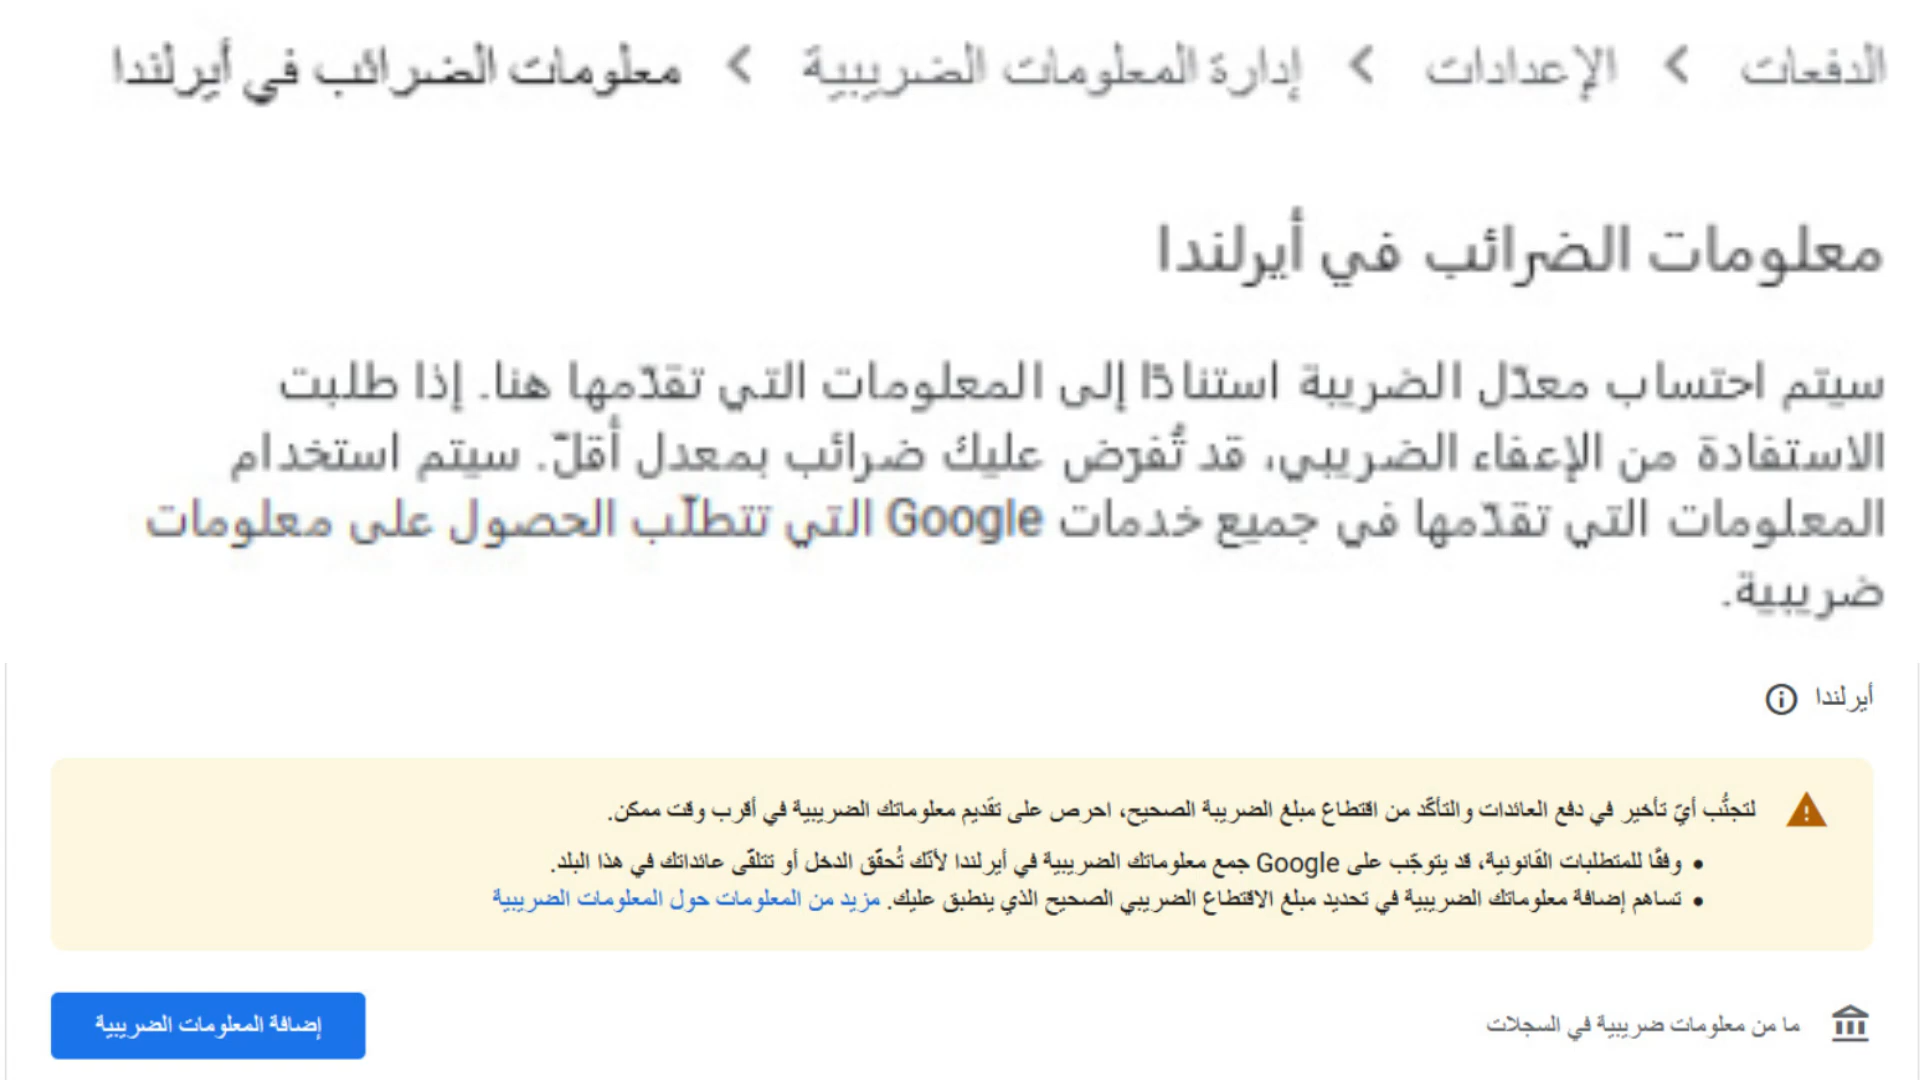 الدفعات > الإعدادات > إدارة المعلومات الضريبية > معلومات الضرائب في أيرلندا
معلومات الضرائب في أيرلندا
سيتم احتساب معدّل الضريبة استنادًا إلى المعلومات التي تقدّمها هنا. إذا طلبت
الاستفادة من الإعفاء الضريبي، قد تُفرَض عليك ضرائب بمعدل أقلّ. سيتم استخدام
المعلومات التي تقدّمها في جميع خدمات Google التي تتطلّب الحصول على معلومات
ضريبية.
أيرلندا
لتجنُّب أيّ تأخير في دفع العائدات والتأكّد من اقتطاع مبلغ الضريبة الصحيح، احرص على تقديم معلوماتك الضريبية في أقرب وقت ممكن.
• وفقًا للمتطلبات القانونية، قد يتوجّب على Google جمع معلوماتك الضريبية في أيرلندا لأنّك تُحقّق الدخل أو تتلقّى عائداتك في هذا البلد.
• تساهم إضافة معلوماتك الضريبية في تحديد مبلغ الاقتطاع الضريبي الصحيح الذي ينطبق عليك. مزيد من المعلومات حول المعلومات الضريبية
ما من معلومات ضريبية في السجلات
إضافة المعلومات الضريبية